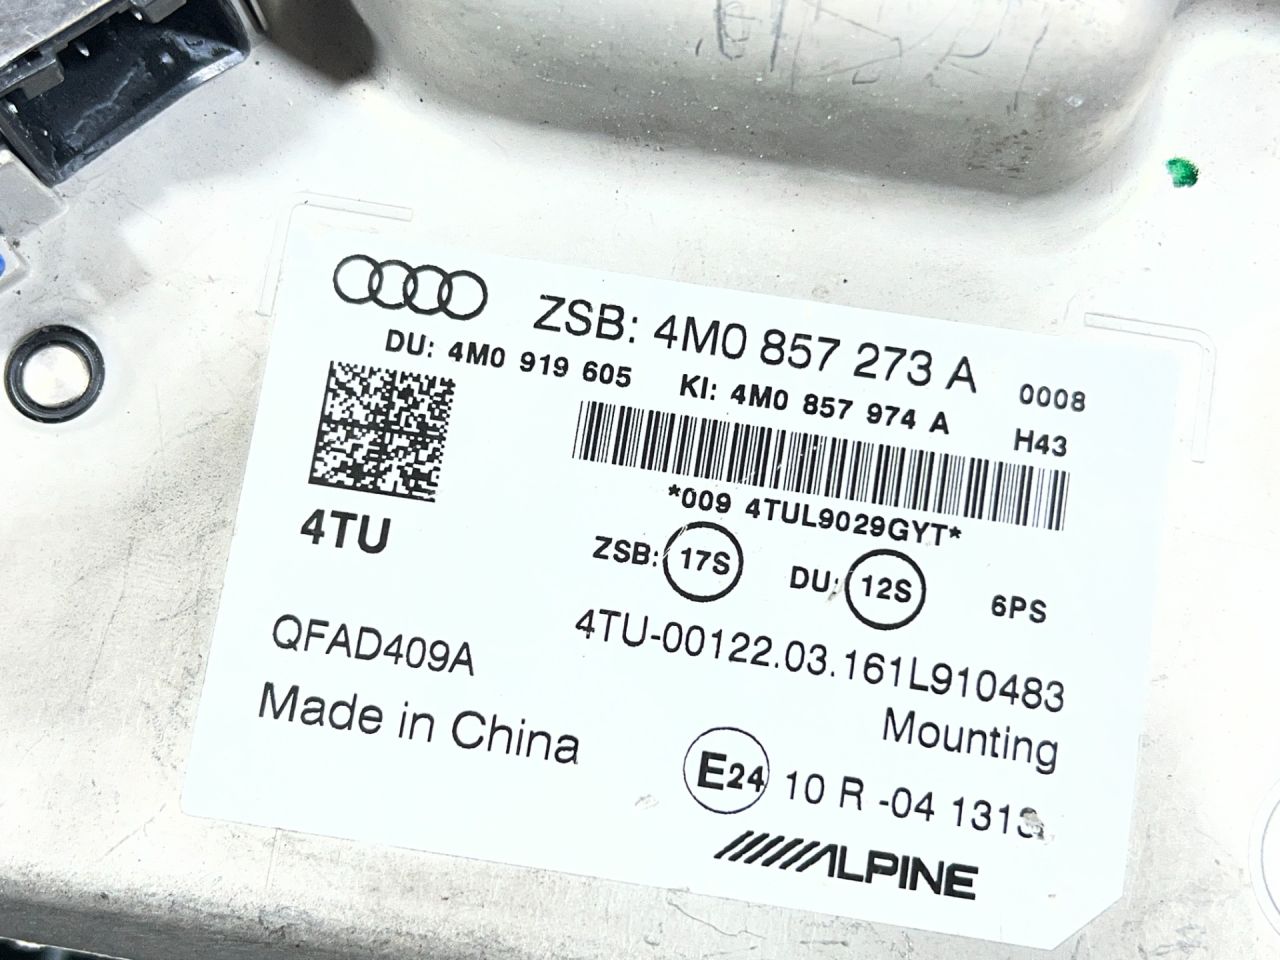 ZSB: 4M0 857 273 A 0008
DU: 4M0 919 605 KI: 4M0 857 974 A H43
*009 4TUL9029GYT*
4TU
ZSB: 17S DU: 12S 6PS
QFAD409A
4TU-00122.03.161L910483
Made in China
Mounting
E24 10 R -04 1313
ALPINE